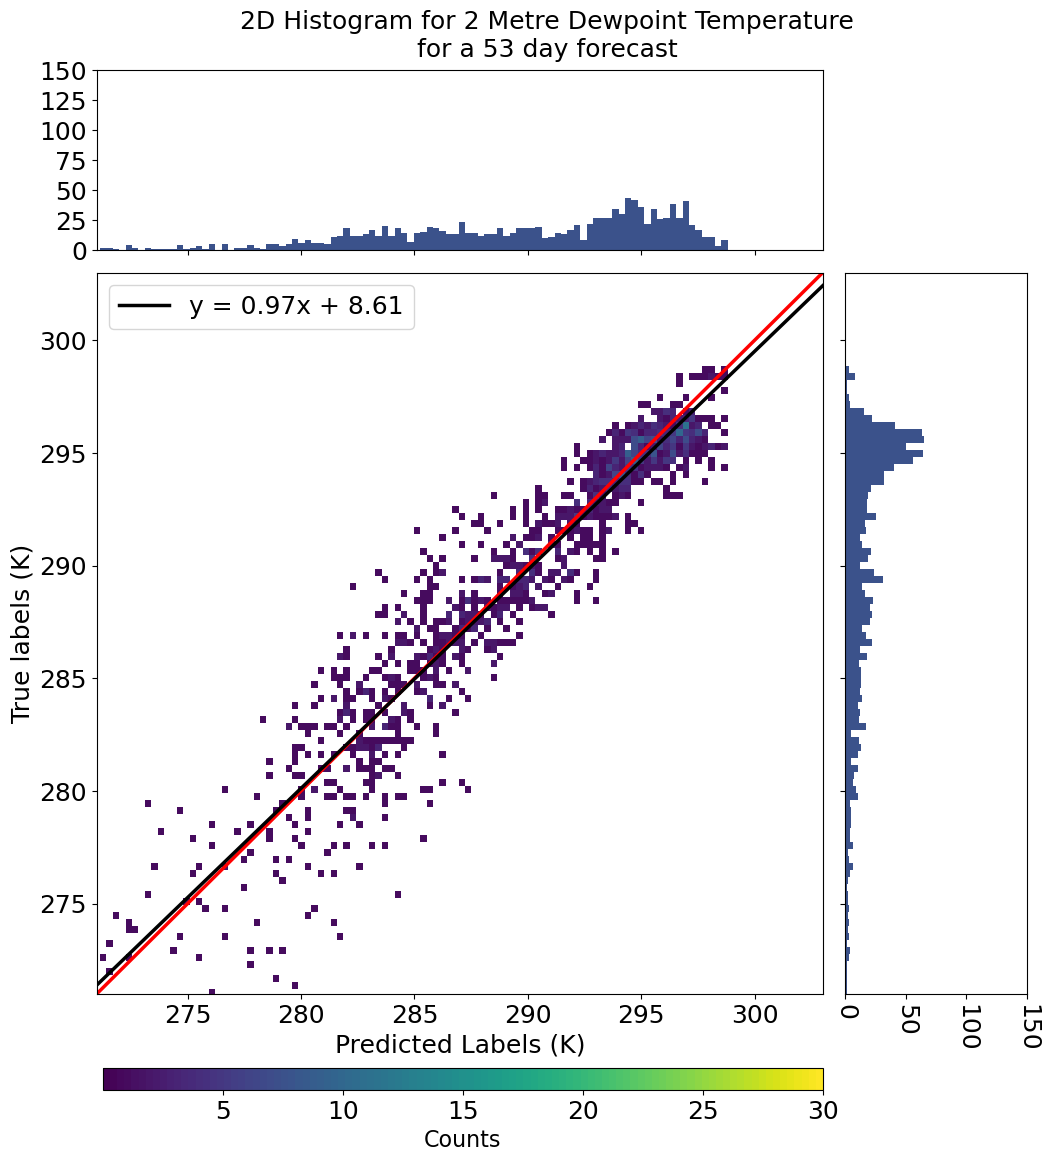 2D Histogram for 2 Metre Dewpoint Temperature
for a 53 day forecast
150
125
100
75
50
25
0
y = 0.97x + 8.61
300
295
290
285
280
275
True labels (K)
275 280 285 290 295 300
Predicted Labels (K)
0 50 100 150
5 10 15 20 25 30
Counts